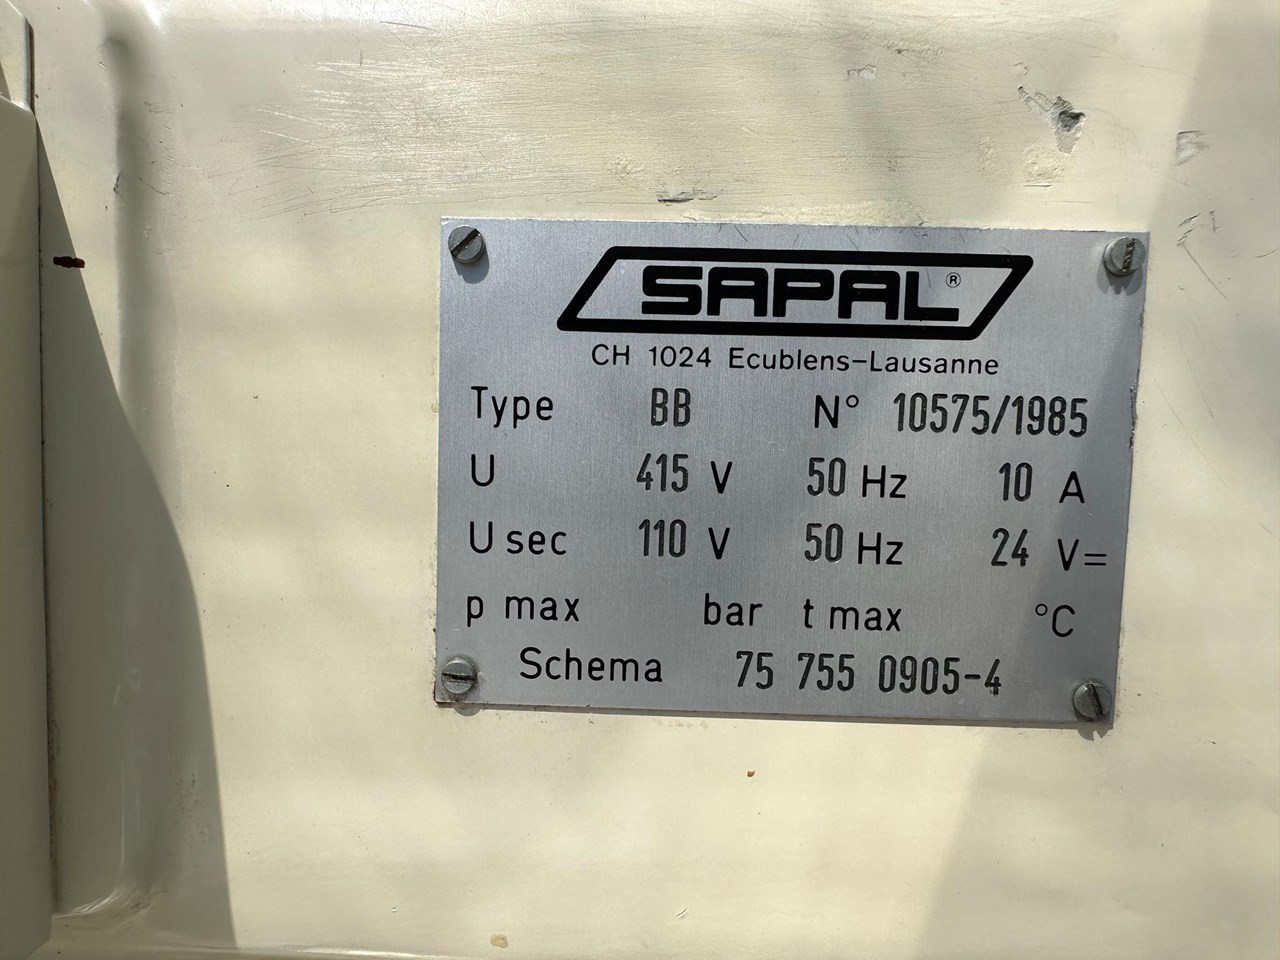 SAPAL®
CH 1024 Ecublens-Lausanne
Type BB N° 10575/1985
U 415 V 50 Hz 10 A
U sec 110 V 50 Hz 24 V=
p max bar t max °C
Schema 75 755 0905-4